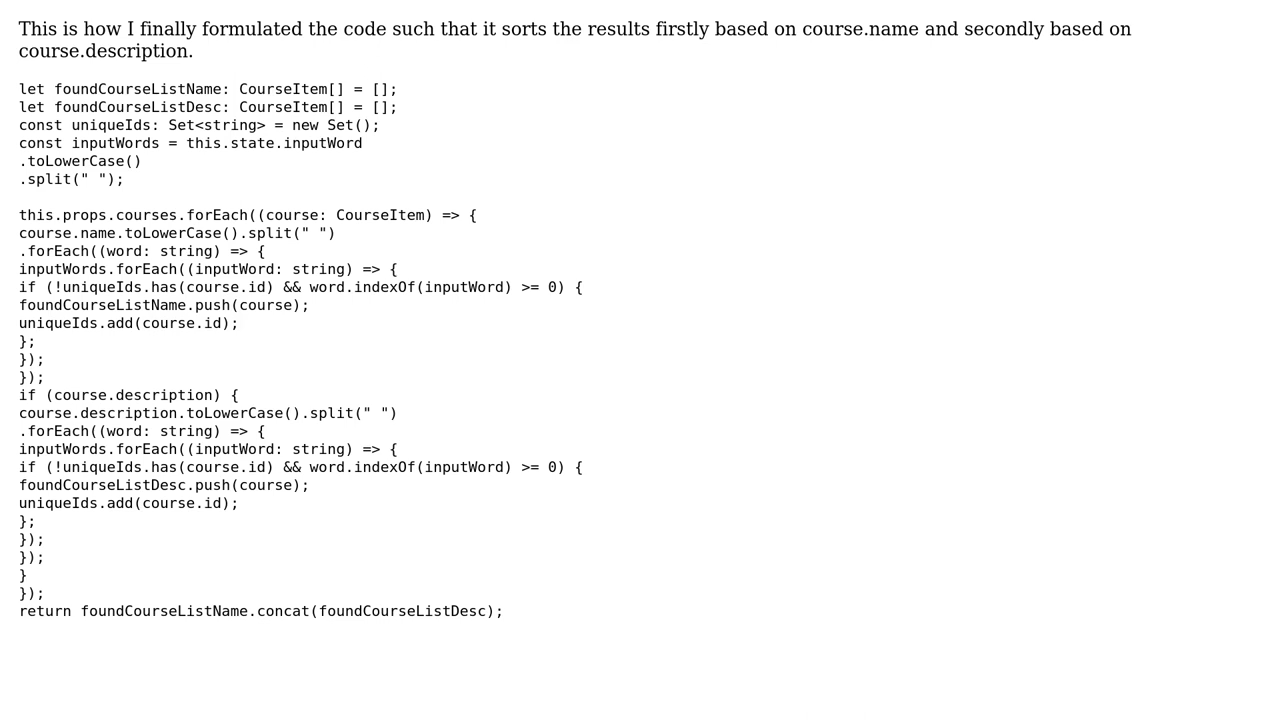 This is how I finally formulated the code such that it sorts the results firstly based on course.name and secondly based on
course.description.
let foundCourseListName: CourseItem[] = [];
let foundCourseListDesc: CourseItem[] = [];
const uniqueIds: Set<string> = new Set();
const inputWords = this.state.inputWord
.toLowerCase()
.split(" ");

this.props.courses.forEach((course: CourseItem) => {
course.name.toLowerCase().split(" ")
.forEach((word: string) => {
inputWords.forEach((inputWord: string) => {
if (!uniqueIds.has(course.id) && word.indexOf(inputWord) >= 0) {
foundCourseListName.push(course);
uniqueIds.add(course.id);
};
});
});
if (course.description) {
course.description.toLowerCase().split(" ")
.forEach((word: string) => {
inputWords.forEach((inputWord: string) => {
if (!uniqueIds.has(course.id) && word.indexOf(inputWord) >= 0) {
foundCourseListDesc.push(course);
uniqueIds.add(course.id);
};
});
});
}
});
return foundCourseListName.concat(foundCourseListDesc);